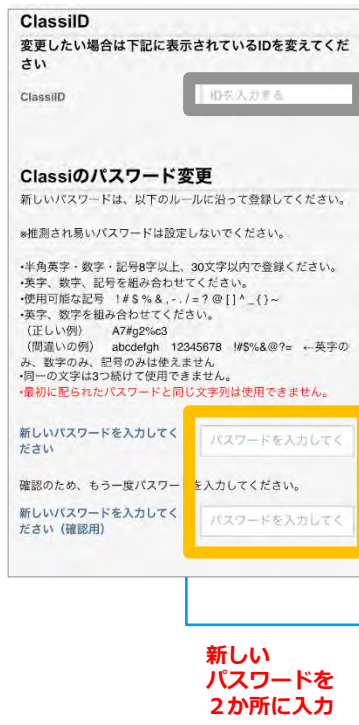 ClassiID
変更したい場合は下記に表示されているIDを変えてくだ
さい
ClassiID
IDを入力する
Classiのパスワード変更
新しいパスワードは、以下のルールに沿って登録してください。
※推測され易いパスワードは設定しないでください。
・半角英字・数字・記号8字以上、30文字以内で登録ください。
・英字、数字、記号を組み合わせてください。
・使用可能な記号　! # $ % & , - . / = ? @ [ ] ^ _ { } ~
・英字、数字を組み合わせてください。
（正しい例）　A7#g2%c3
（間違いの例）　abcdefgh　12345678　!#$%&@?=　←英字の
み、数字のみ、記号のみは使えません
・同一の文字は3つ続けて使用できません。
・最初に配られたパスワードと同じ文字列は使用できません。
新しいパスワードを入力してく
ださい
パスワードを入力してく
確認のため、もう一度パスワードを入力してください。
新しいパスワードを入力してく
ださい（確認用）
パスワードを入力してく
新しい
パスワードを
２か所に入力